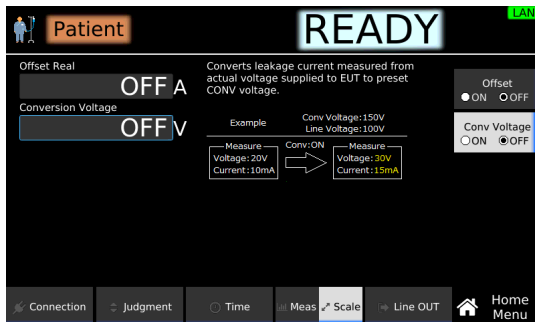 LAN
Patient
READY
Offset Real
OFF A
Conversion Voltage
OFF V
Converts leakage current measured from
actual voltage supplied to EUT to preset
CONV voltage.
Example
Conv Voltage:150V
Line Voltage:100V
Measure
Voltage:20V
Current:10mA
Conv:ON
Measure
Voltage:30V
Current:15mA
Offset
ON OFF
Conv Voltage
ON OFF
Connection
Judgment
Time
Meas
Scale
Line OUT
Home
Menu